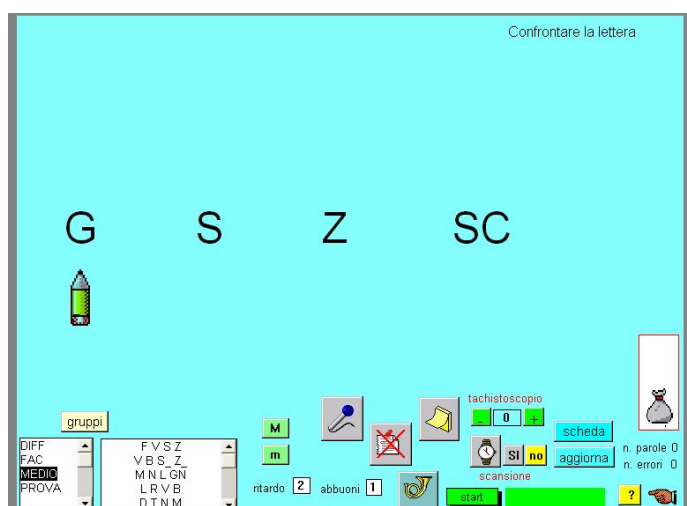 Confrontare la lettera
G S Z SC
tachistoscopio
- 0 +
gruppi
M
scheda
DIFF
FAC
MEDIO
PROVA
F V S Z
V B S_Z_
M N L GN
L R V B
D T N M
m
SI no
aggiorna
n. parole 0
n. errori 0
scansione
ritardo 2 abbuoni 1
start
?